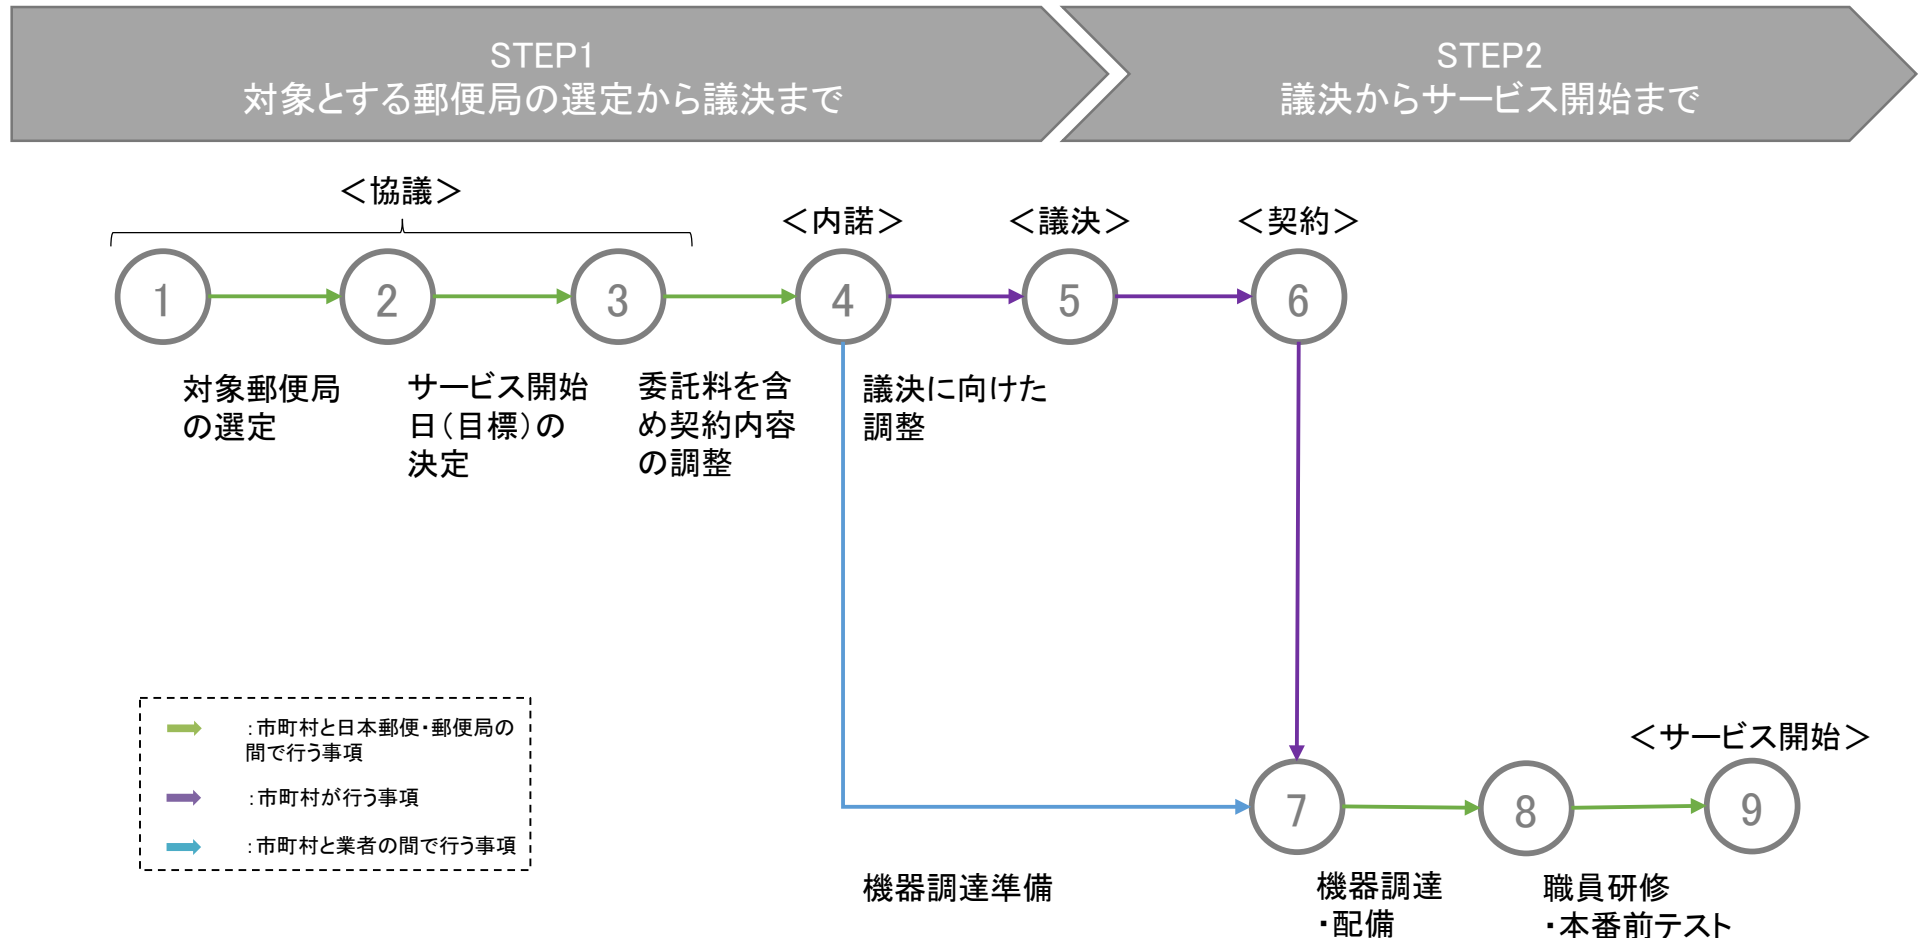 STEP1
対象とする郵便局の選定から議決まで
STEP2
議決からサービス開始まで
＜協議＞
＜内諾＞
＜議決＞
＜契約＞
1
2
3
4
5
6
対象郵便局
の選定
サービス開始
日（目標）の
決定
委託料を含
め契約内容
の調整
議決に向けた
調整
：市町村と日本郵便・郵便局の
間で行う事項
：市町村が行う事項
：市町村と業者の間で行う事項
＜サービス開始＞
7
8
9
機器調達準備
機器調達
・配備
職員研修
・本番前テスト